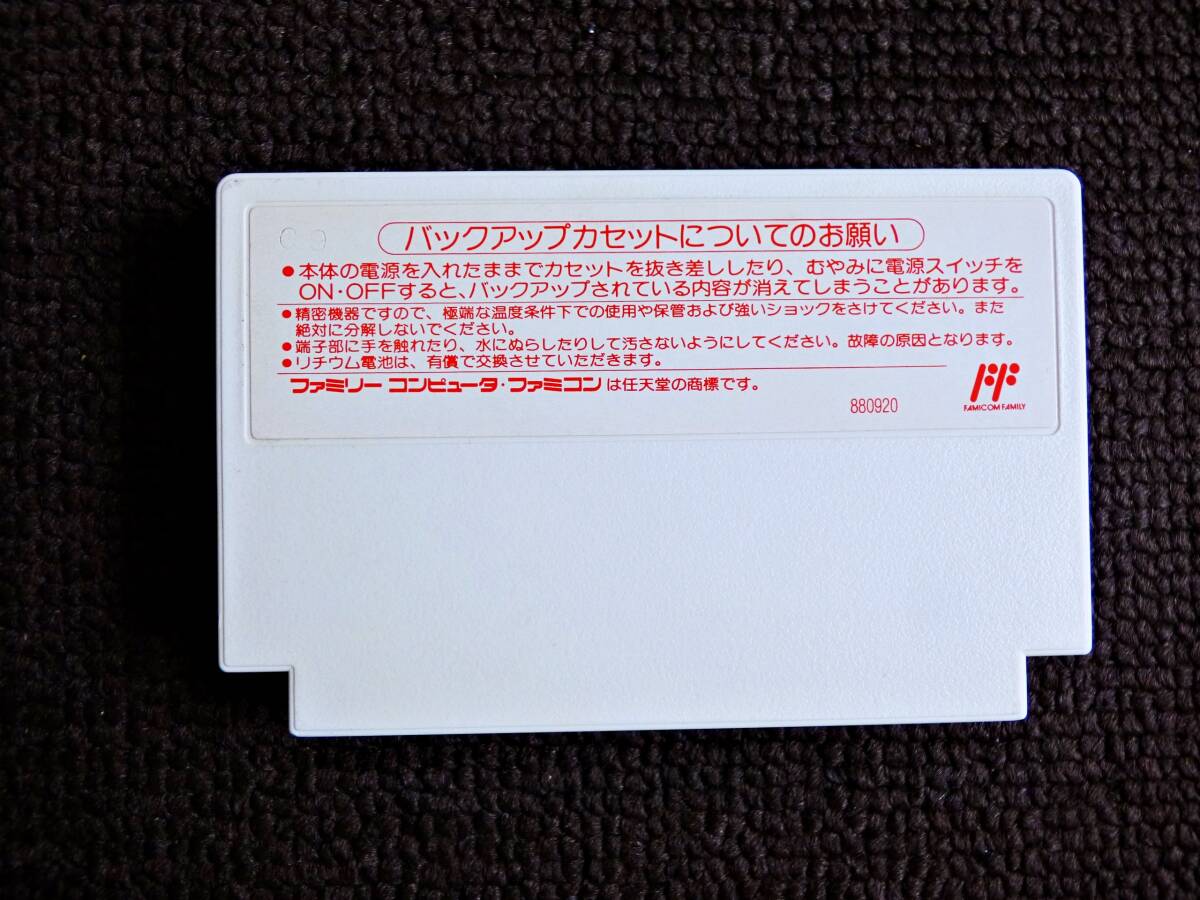 バックアップカセットについてのお願い
●本体の電源を入れたままでカセットを抜き差ししたり、むやみに電源スイッチを
ON・OFFすると、バックアップされている内容が消えてしまうことがあります。
●精密機器ですので、極端な温度条件下での使用や保管および強いショックをさけてください。また
絶対に分解しないでください。
●端子部に手を触れたり、水にぬらしたりして汚さないようにしてください。故障の原因となります。
●リチウム電池は、有償で交換させていただきます。
ファミリー コンピュータ・ファミコンは任天堂の商標です。
880920
FAMICOM FAMILY